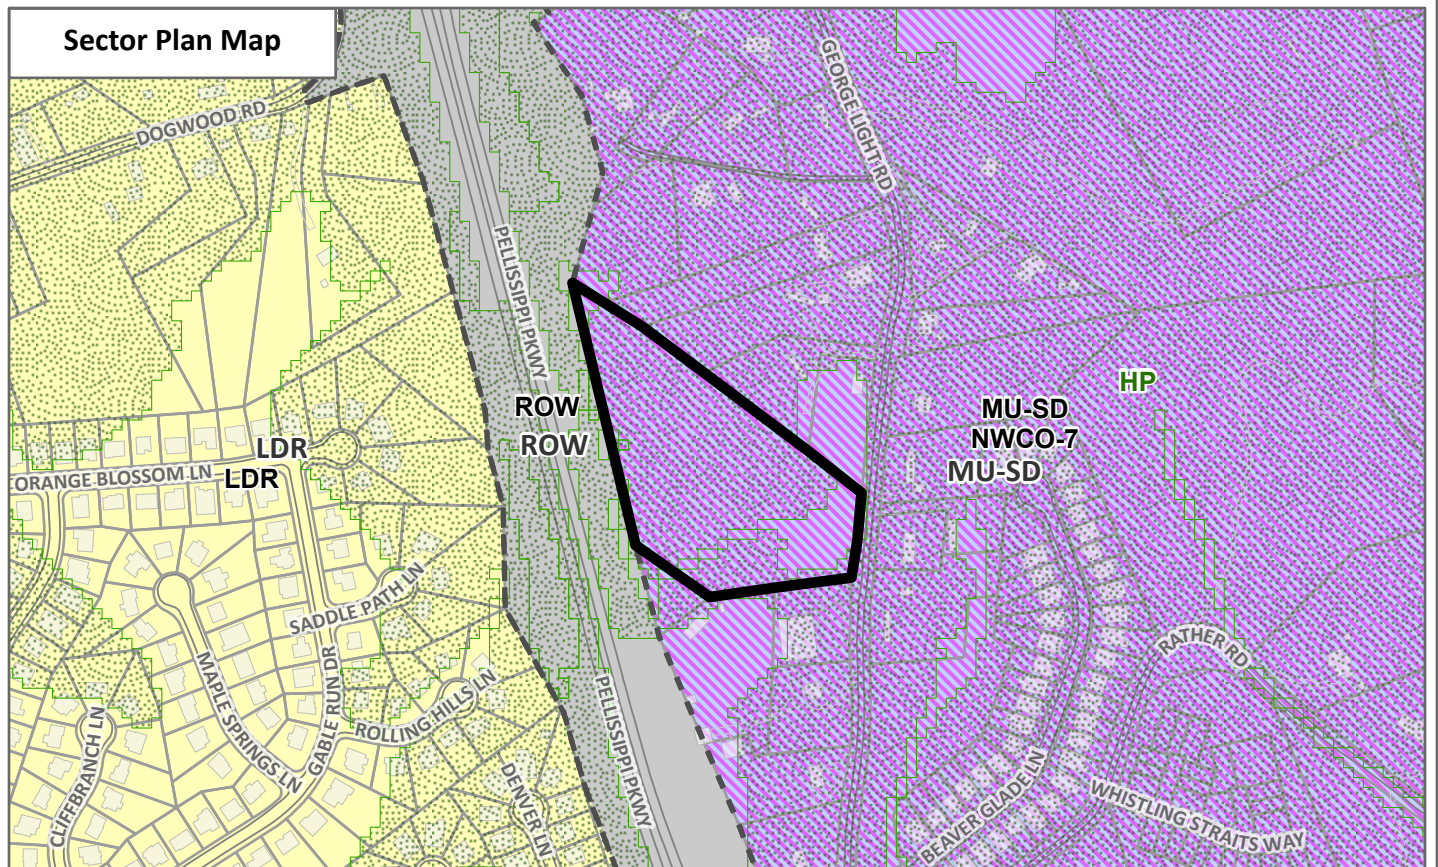 Sector Plan Map
DOGWOOD RD
GEORGE LIGHT RD
PELLISSIPPI PKWY
HP
ROW
ROW
MU-SD
NWCO-7
MU-SD
LDR
LDR
ORANGE BLOSSOM LN
SADDLE PATH LN
MAPLE SPRINGS LN
GABLE RUN DR
ROLLING HILLS LN
CLIFFBRANCH LN
DENVER LN
PELLISSIPPI PKWY
RATHER RD
BEAVER GLADE LN
WHISTLING STRAITS WAY